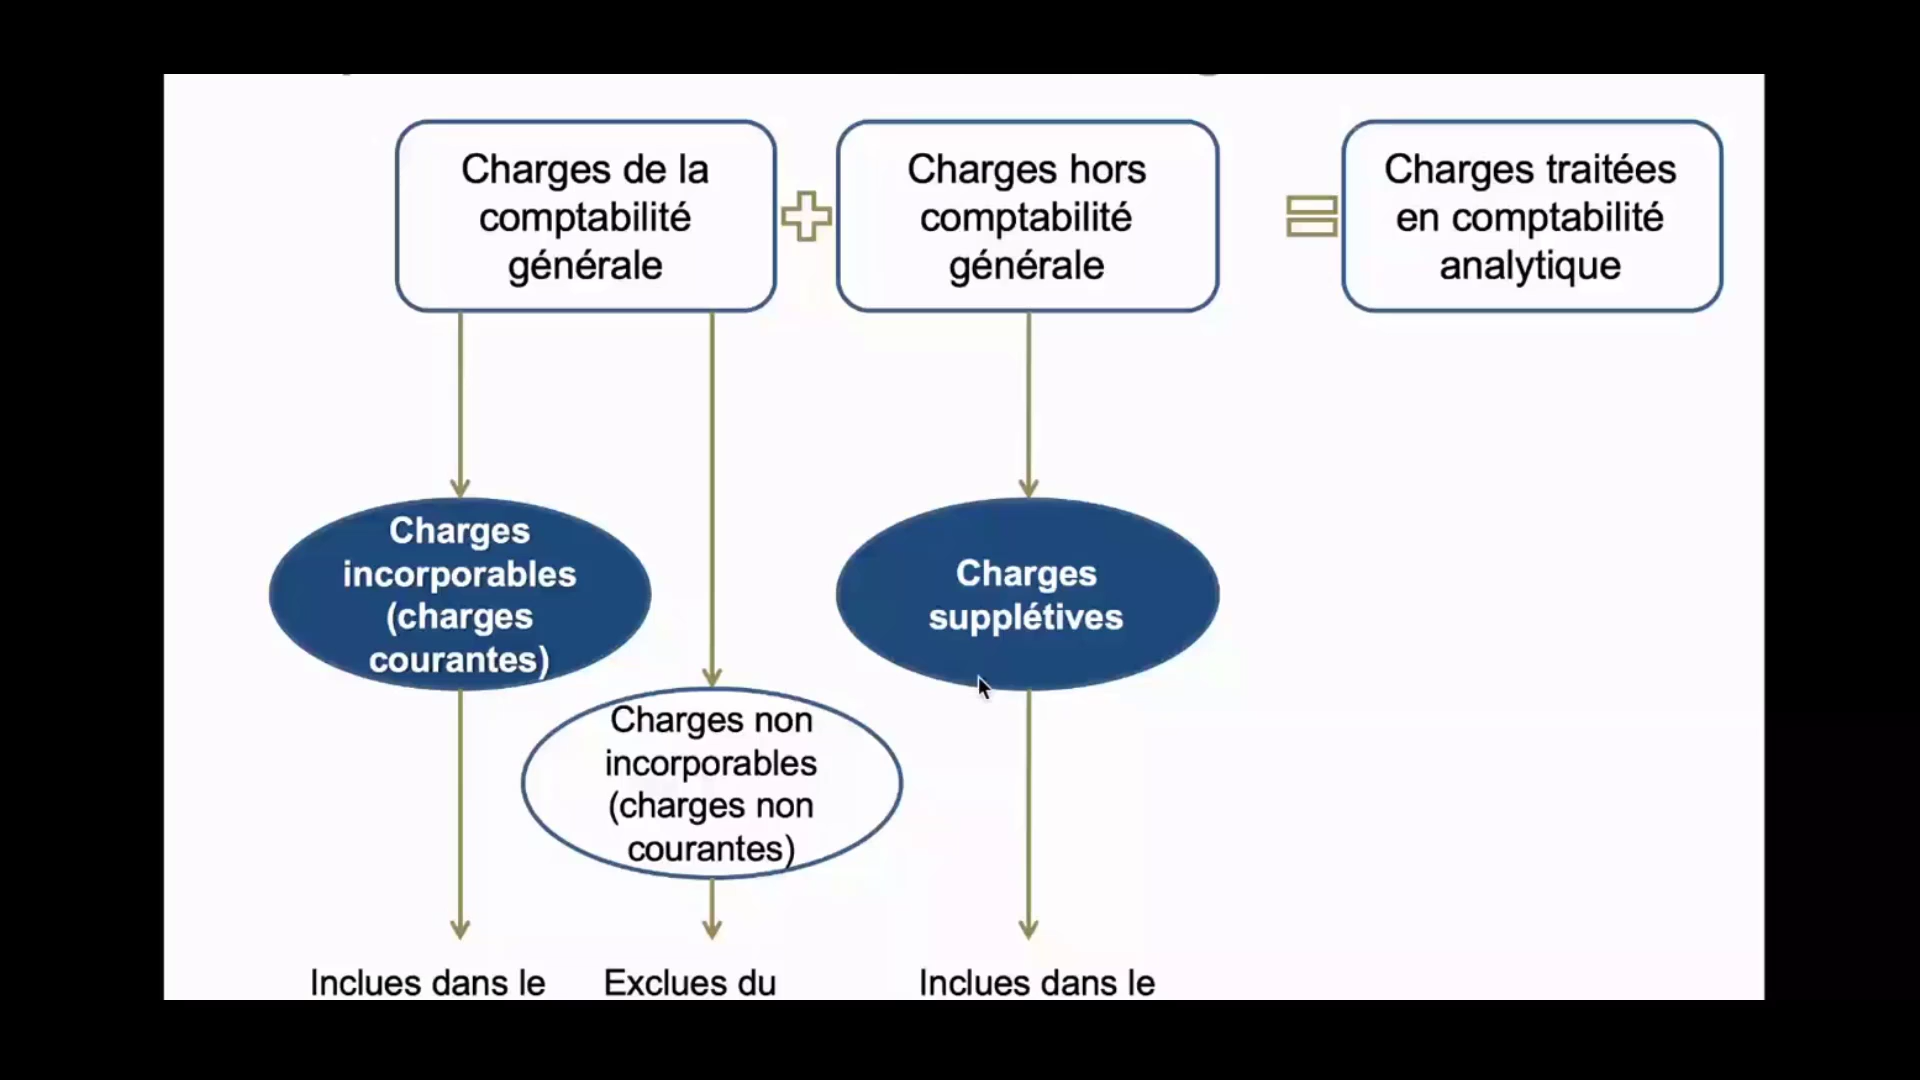 Charges de la
comptabilité
générale
Charges hors
comptabilité
générale
Charges traitées
en comptabilité
analytique
Charges
incorporables
(charges
courantes)
Charges
supplétives
Charges non
incorporables
(charges non
courantes)
Inclues dans le
Exclues du
Inclues dans le